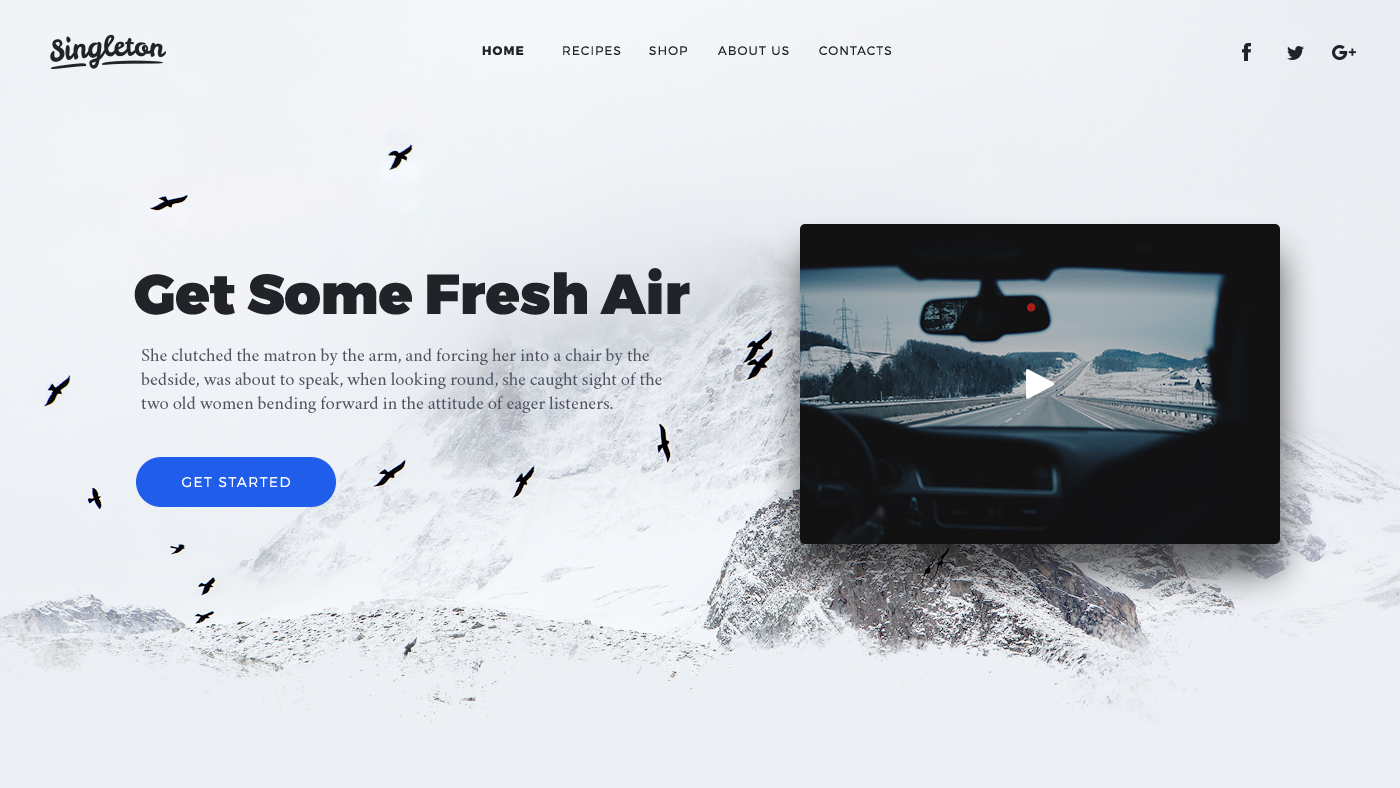 Singleton
HOME RECIPES SHOP ABOUT US CONTACTS
G+
Get Some Fresh Air
She clutched the matron by the arm, and forcing her into a chair by the
bedside, was about to speak, when looking round, she caught sight of the
two old women bending forward in the attitude of eager listeners.
GET STARTED